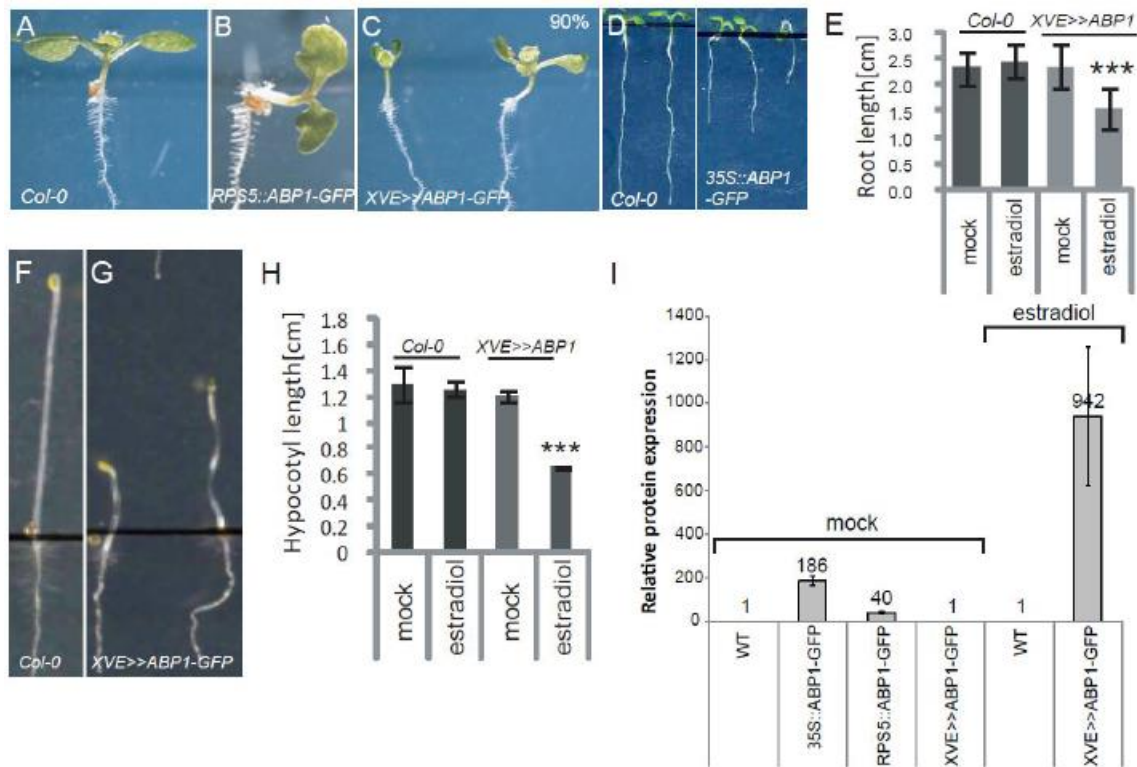 A
Col-0
B
RPS5::ABP1-GFP
C
90%
XVE>>ABP1-GFP
D
Col-0
35S::ABP1
-GFP
E
Col-0
XVE>>ABP1
Root length[cm]
3.0
2.5
2.0
1.5
1.0
0.5
0.0
***
mock
estradiol
mock
estradiol
F
Col-0
G
XVE>>ABP1-GFP
H
Hypocotyl length[cm]
1.8
1.6
1.4
1.2
1
0.8
0.6
0.4
0.2
0
Col-0
XVE>>ABP1
***
mock
estradiol
mock
estradiol
I
Relative protein expression
1400
1200
1000
800
600
400
200
0
mock
estradiol
1
186
40
1
1
942
WT
35S::ABP1-GFP
RPS5::ABP1-GFP
XVE>>ABP1-GFP
WT
XVE>>ABP1-GFP